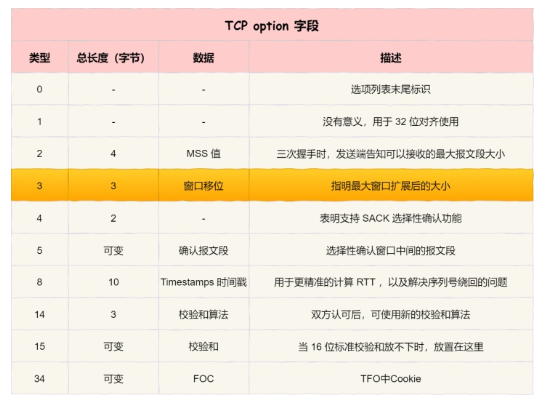 TCP option 字段
类型 总长度（字节） 数据 描述
0 - - 选项列表末尾标识
1 - - 没有意义，用于 32 位对齐使用
2 4 MSS 值 三次握手时，发送端告知可以接收的最大报文段大小
3 3 窗口移位 指明最大窗口扩展后的大小
4 2 - 表明支持 SACK 选择性确认功能
5 可变 确认报文段 选择性确认窗口中间的报文段
8 10 Timestamps 时间戳 用于更精准的计算 RTT ，以及解决序列号绕回的问题
14 3 校验和算法 双方认可后，可使用新的校验和算法
15 可变 校验和 当 16 位标准校验和放不下时，放置在这里
34 可变 FOC TFO中Cookie